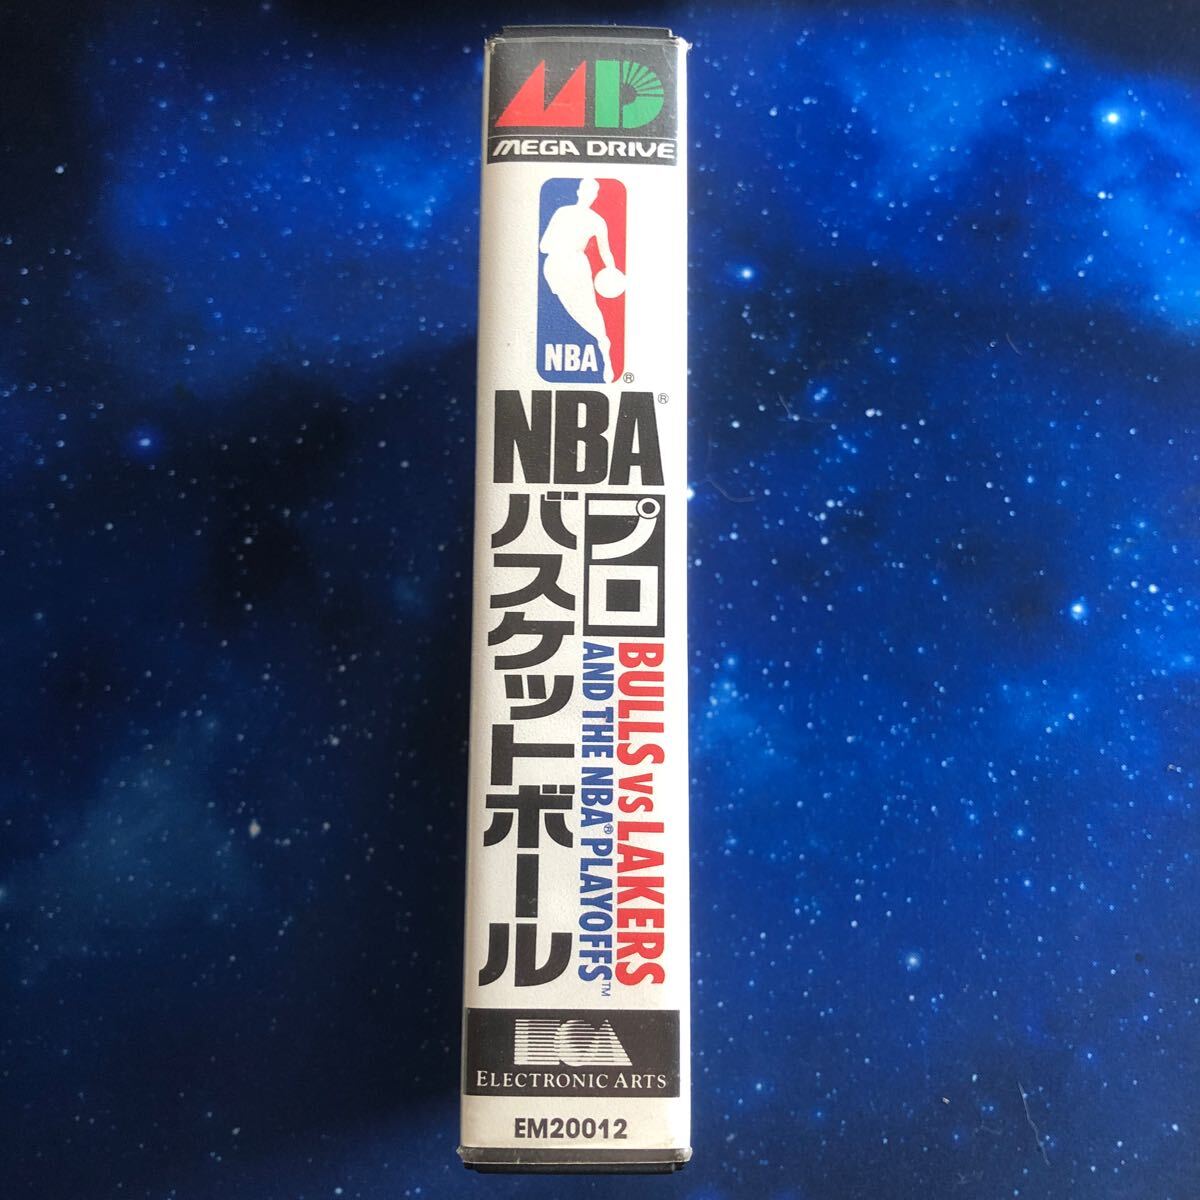 MD
MEGA DRIVE
NBA®
NBA®
プロ
バスケットボール
BULLS VS LAKERS
AND THE NBA® PLAYOFFS™
EA
ELECTRONIC ARTS
EM20012